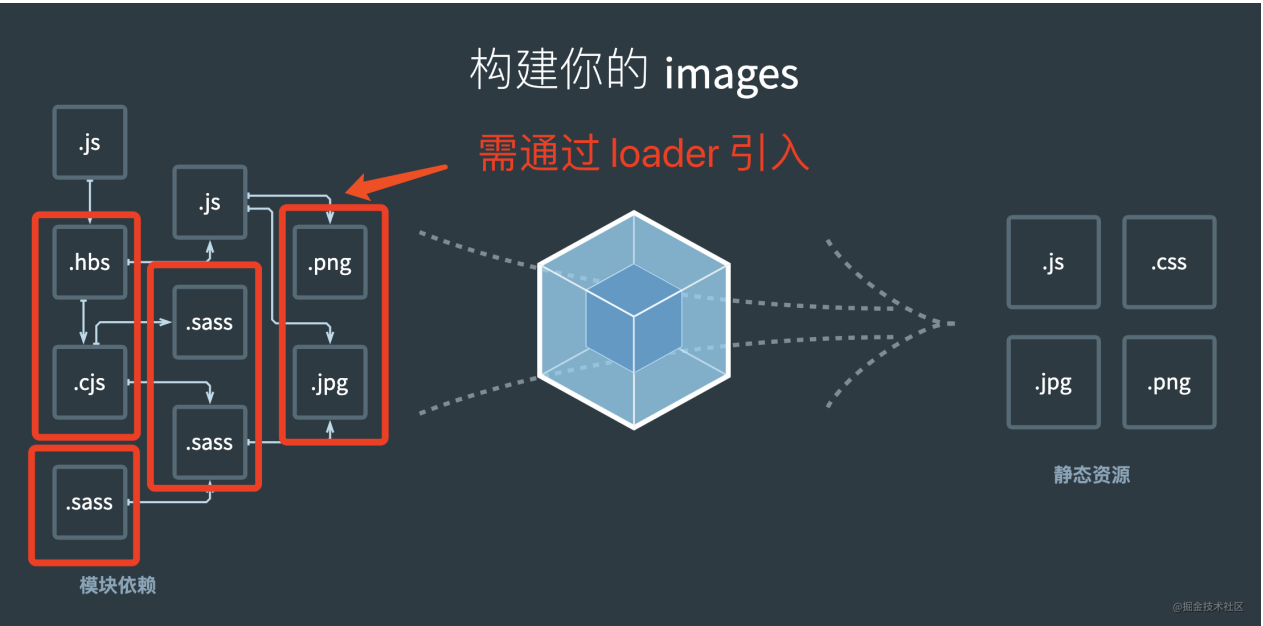 构建你的 images
需通过 loader 引入
.js
.js
.hbs
.png
.sass
.cjs
.jpg
.sass
.sass
模块依赖
.js
.css
.jpg
.png
静态资源
@掘金技术社区